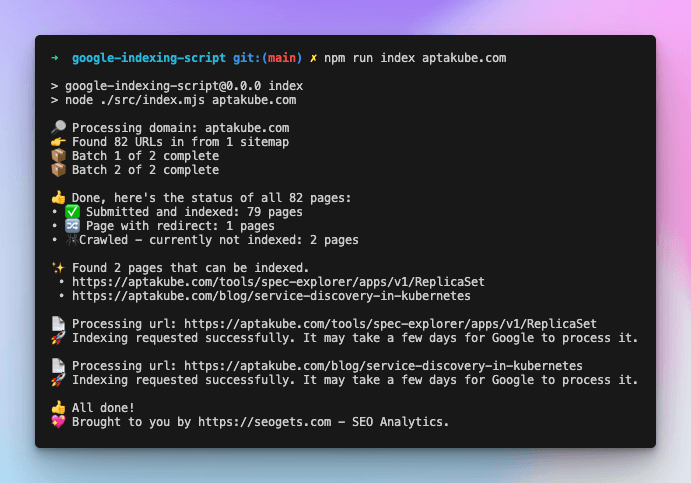 ➜ google-indexing-script git:(main) ✗ npm run index aptakube.com
> google-indexing-script@0.0.0 index
> node ./src/index.mjs aptakube.com
🔎 Processing domain: aptakube.com
👉 Found 82 URLs in from 1 sitemap
📦 Batch 1 of 2 complete
📦 Batch 2 of 2 complete
👍 Done, here's the status of all 82 pages:
• ✅ Submitted and indexed: 79 pages
• 🔀 Page with redirect: 1 pages
• 🕷Crawled - currently not indexed: 2 pages
✨ Found 2 pages that can be indexed.
• https://aptakube.com/tools/spec-explorer/apps/v1/ReplicaSet
• https://aptakube.com/blog/service-discovery-in-kubernetes
📄 Processing url: https://aptakube.com/tools/spec-explorer/apps/v1/ReplicaSet
🚀 Indexing requested successfully. It may take a few days for Google to process it.
📄 Processing url: https://aptakube.com/blog/service-discovery-in-kubernetes
🚀 Indexing requested successfully. It may take a few days for Google to process it.
👍 All done!
💖 Brought to you by https://seogets.com - SEO Analytics.